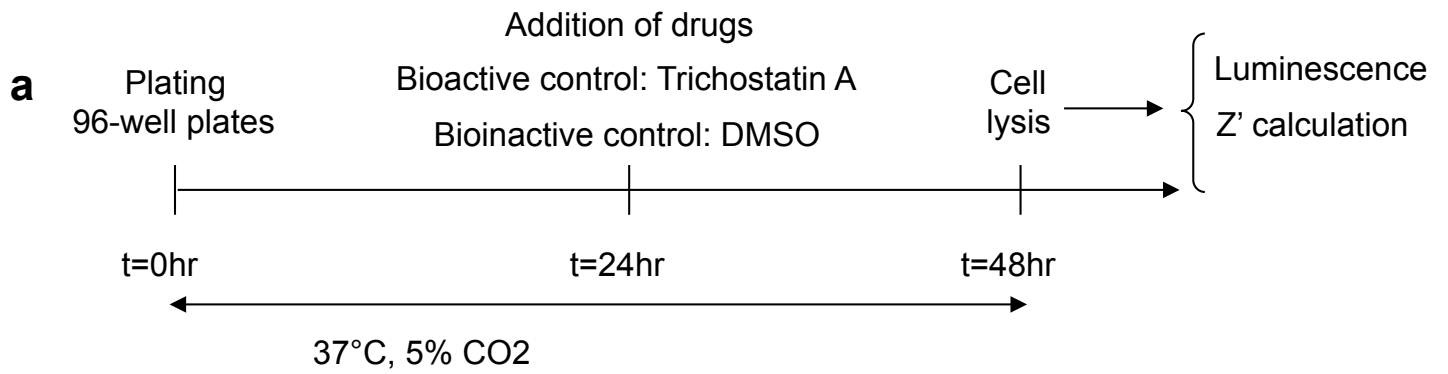 a
Addition of drugs
Plating
96-well plates
Bioactive control: Trichostatin A
Bioinactive control: DMSO
Cell
lysis
Luminescence
Z’ calculation
t=0hr
t=24hr
t=48hr
37°C, 5% CO2